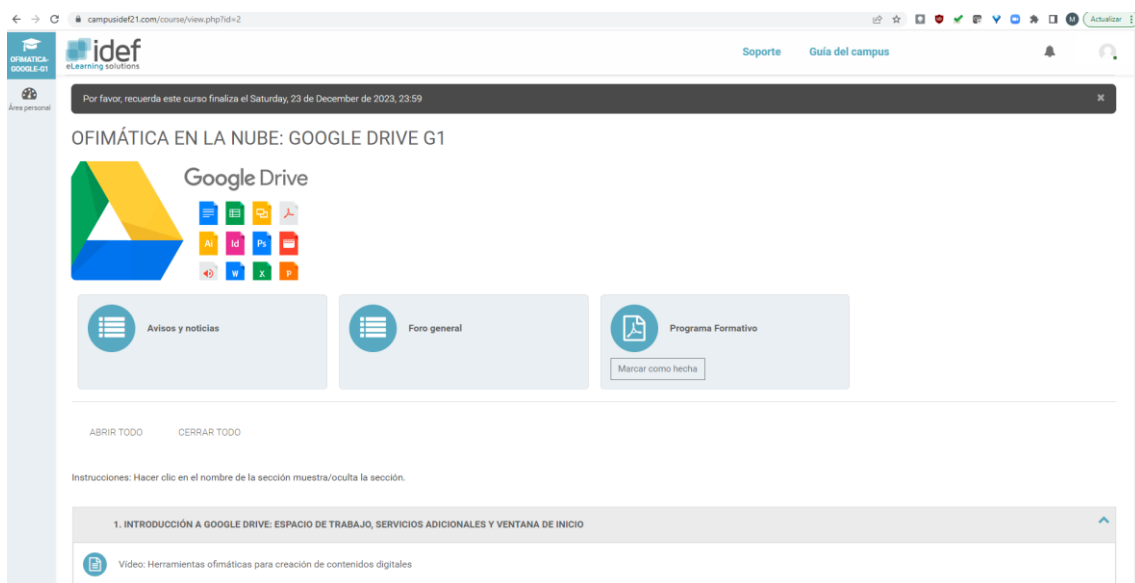 campusidef21.com/course/view.php?id=2
M
Actualizar
OFIMATICA-
GOOGLE-G1
idef
eLearning solutions
Soporte
Guía del campus
Área personal
Por favor, recuerda este curso finaliza el Saturday, 23 de December de 2023, 23:59
OFIMÁTICA EN LA NUBE: GOOGLE DRIVE G1
Google Drive
Ai Id Ps
W X P
Avisos y noticias
Foro general
Programa Formativo
Marcar como hecha
ABRIR TODO
CERRAR TODO
Instrucciones: Hacer clic en el nombre de la sección muestra/oculta la sección.
1. INTRODUCCIÓN A GOOGLE DRIVE: ESPACIO DE TRABAJO, SERVICIOS ADICIONALES Y VENTANA DE INICIO
Vídeo: Herramientas ofimáticas para creación de contenidos digitales